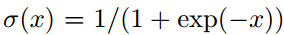 σ(x) = 1/(1 + exp(−x))